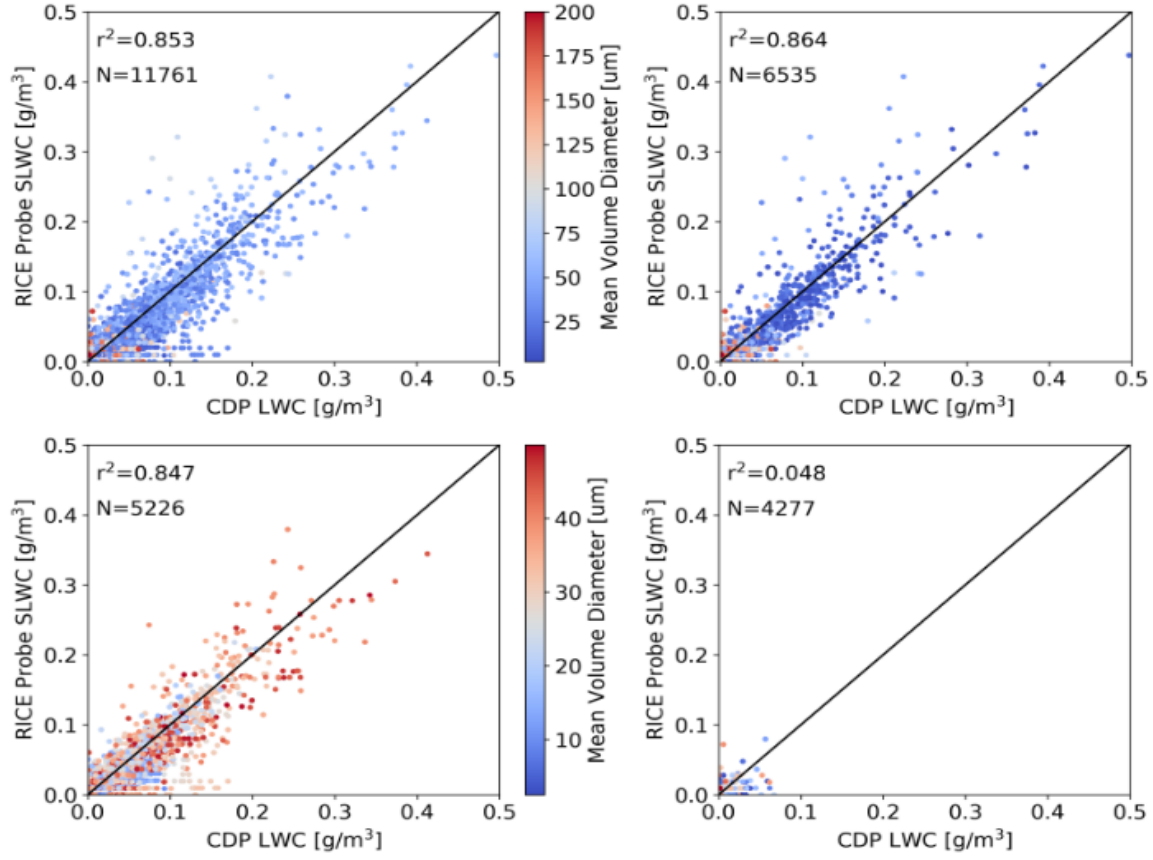 r²=0.853
N=11761
RICE Probe SLWC [g/m³]
0.5
0.4
0.3
0.2
0.1
0.0
0.0 0.1 0.2 0.3 0.4 0.5
CDP LWC [g/m³]
200
175
150
125
100
75
50
25
Mean Volume Diameter [um]
r²=0.864
N=6535
RICE Probe SLWC [g/m³]
0.5
0.4
0.3
0.2
0.1
0.0
0.0 0.1 0.2 0.3 0.4 0.5
CDP LWC [g/m³]
r²=0.847
N=5226
RICE Probe SLWC [g/m³]
0.5
0.4
0.3
0.2
0.1
0.0
0.0 0.1 0.2 0.3 0.4 0.5
CDP LWC [g/m³]
40
30
20
10
Mean Volume Diameter [um]
r²=0.048
N=4277
RICE Probe SLWC [g/m³]
0.5
0.4
0.3
0.2
0.1
0.0
0.0 0.1 0.2 0.3 0.4 0.5
CDP LWC [g/m³]